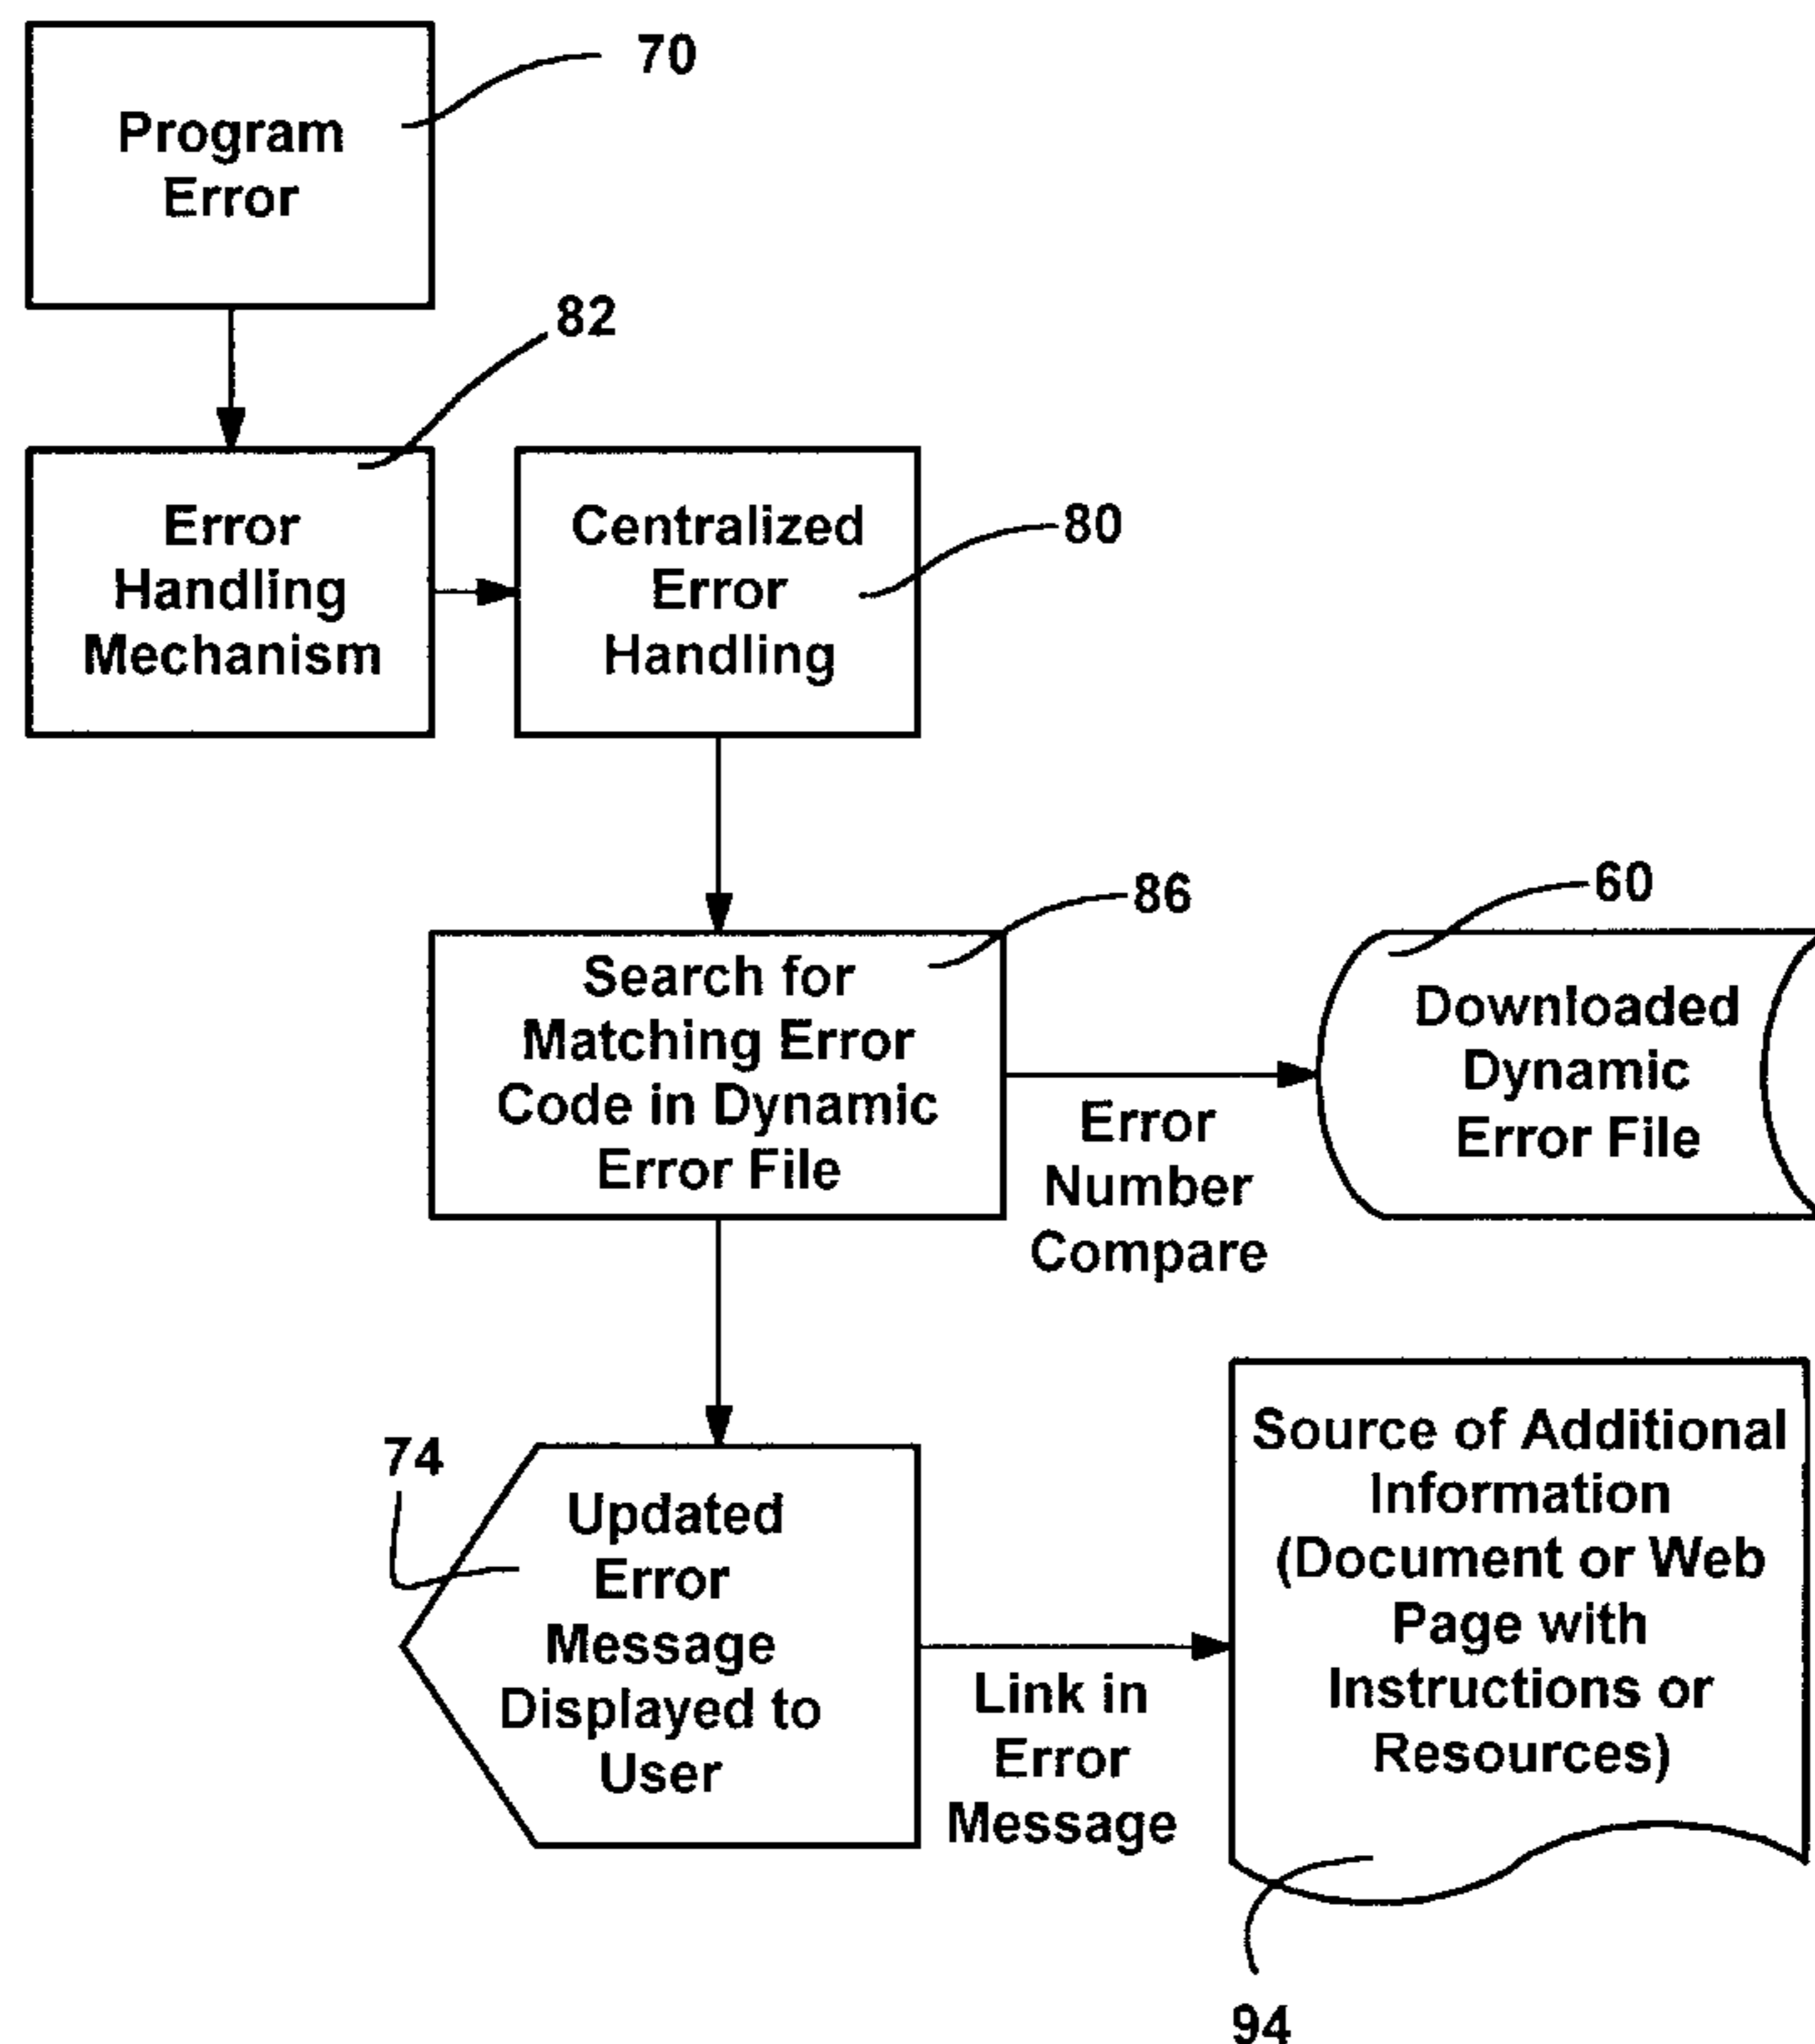 70
Program
Error
82
Error
Handling
Mechanism
Centralized
Error
Handling
80
86
Search for
Matching Error
Code in Dynamic
Error File
Error
Number
Compare
60
Downloaded
Dynamic
Error File
74
Updated
Error
Message
Displayed to
User
Link in
Error
Message
Source of Additional
Information
(Document or Web
Page with
Instructions or
Resources)
94